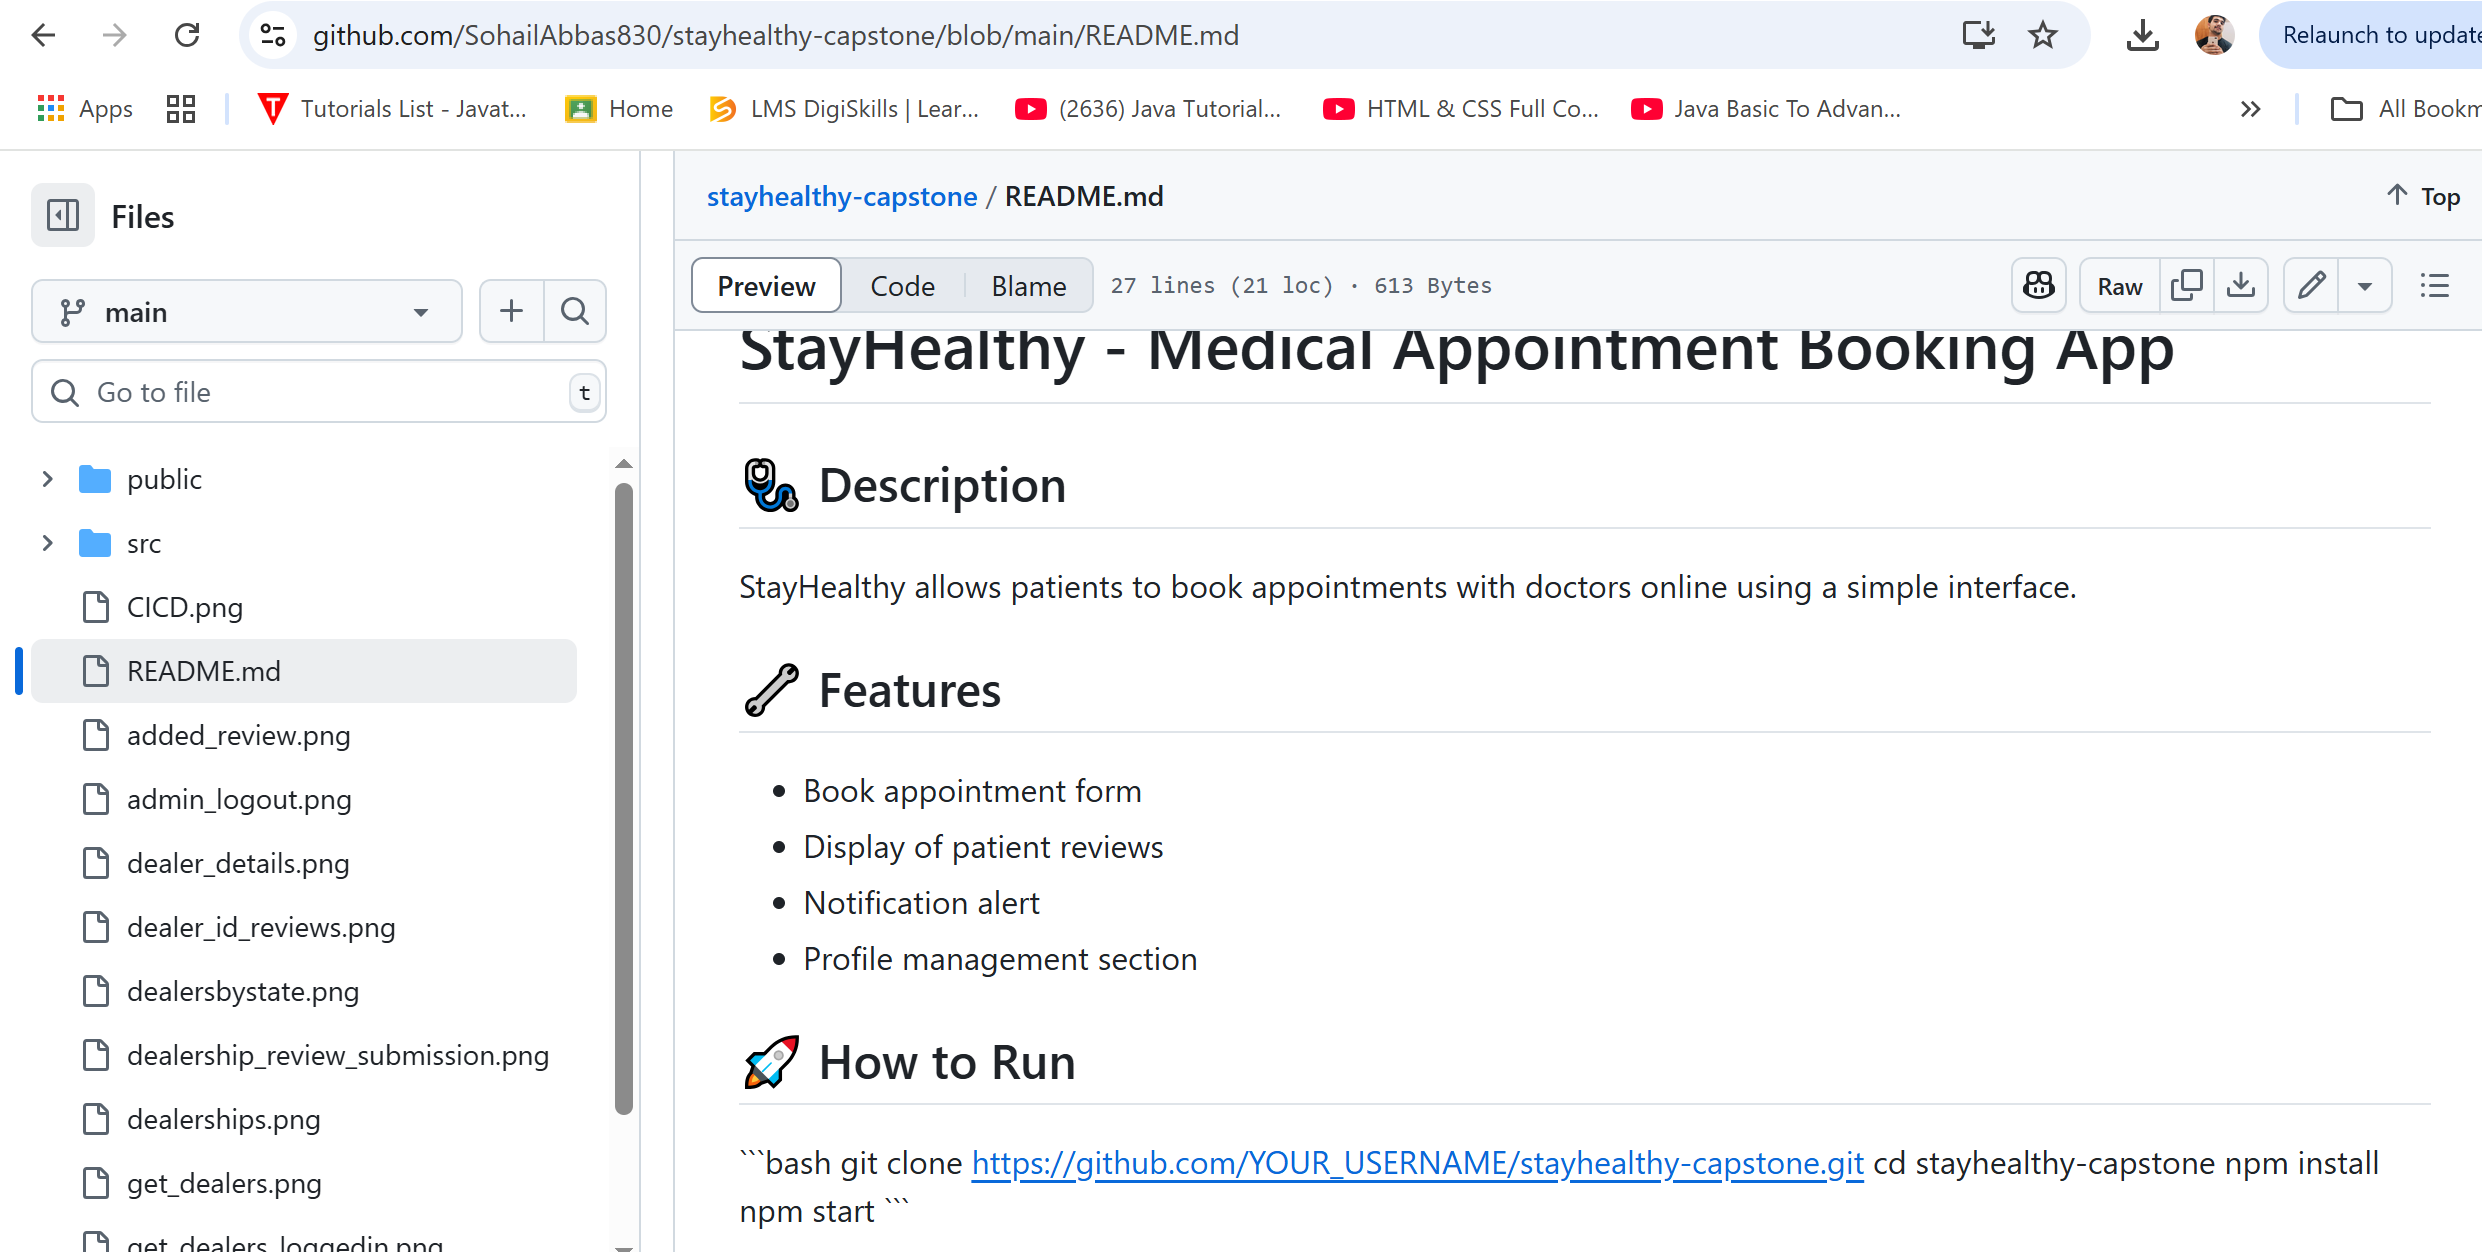 github.com/SohailAbbas830/stayhealthy-capstone/blob/main/README.md
Relaunch to update
Apps
Tutorials List - Javat...
Home
LMS DigiSkills | Lear...
(2636) Java Tutorial...
HTML & CSS Full Co...
Java Basic To Advan...
All Bookm
Files
main
Go to file
t
public
src
CICD.png
README.md
added_review.png
admin_logout.png
dealer_details.png
dealer_id_reviews.png
dealersbystate.png
dealership_review_submission.png
dealerships.png
get_dealers.png
get_dealers_loggedin.png
stayhealthy-capstone / README.md
Top
Preview
Code
Blame
27 lines (21 loc) · 613 Bytes
Raw
StayHealthy - Medical Appointment Booking App
Description
StayHealthy allows patients to book appointments with doctors online using a simple interface.
Features
• Book appointment form
• Display of patient reviews
• Notification alert
• Profile management section
How to Run
```bash git clone https://github.com/YOUR_USERNAME/stayhealthy-capstone.git cd stayhealthy-capstone npm install
npm start ```